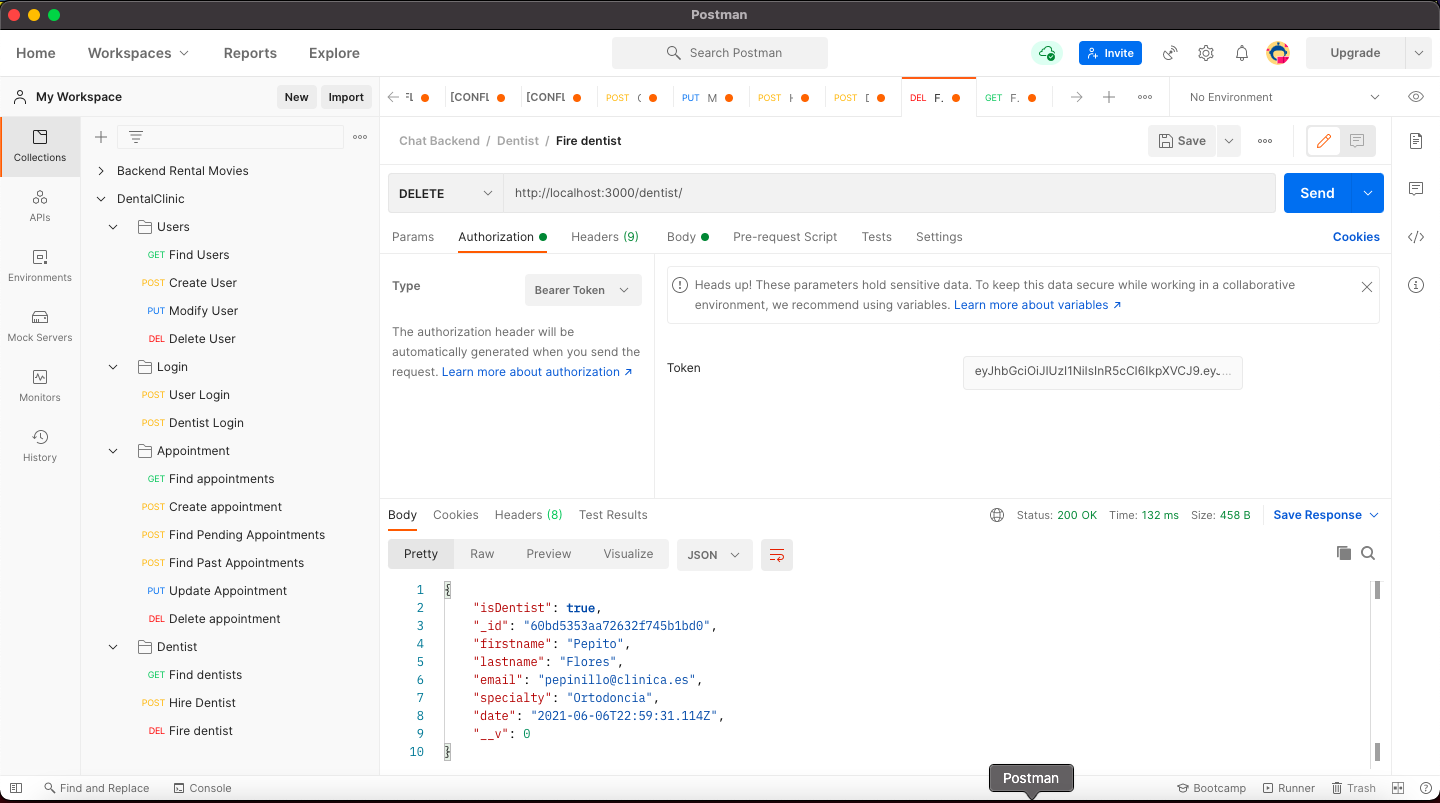 Postman
Home Workspaces Reports Explore Search Postman Invite Upgrade
My Workspace New Import
[CONFL [CONFL POST PUT M POST POST DEL F. GET F. No Environment
Collections
APIs
Environments
Mock Servers
Monitors
History
Backend Rental Movies
DentalClinic
Users
GET Find Users
POST Create User
PUT Modify User
DEL Delete User
Login
POST User Login
POST Dentist Login
Appointment
GET Find appointments
POST Create appointment
POST Find Pending Appointments
POST Find Past Appointments
PUT Update Appointment
DEL Delete appointment
Dentist
GET Find dentists
POST Hire Dentist
DEL Fire dentist
Chat Backend / Dentist / Fire dentist Save
DELETE http://localhost:3000/dentist/ Send
Params Authorization Headers (9) Body Pre-request Script Tests Settings Cookies
Type Bearer Token
The authorization header will be
automatically generated when you send the
request. Learn more about authorization ↗
Heads up! These parameters hold sensitive data. To keep this data secure while working in a collaborative
environment, we recommend using variables. Learn more about variables ↗
Token eyJhbGciOiJIUzI1NiIsInR5cCI6IkpXVCJ9.eyJ...
Body Cookies Headers (8) Test Results Status: 200 OK Time: 132 ms Size: 458 B Save Response
Pretty Raw Preview Visualize JSON
1 {
2 "isDentist": true,
3 "_id": "60bd5353aa72632f745b1bd0",
4 "firstname": "Pepito",
5 "lastname": "Flores",
6 "email": "pepinillo@clinica.es",
7 "specialty": "Ortodoncia",
8 "date": "2021-06-06T22:59:31.114Z",
9 "__v": 0
10 }
Postman
Find and Replace Console Bootcamp Runner Trash